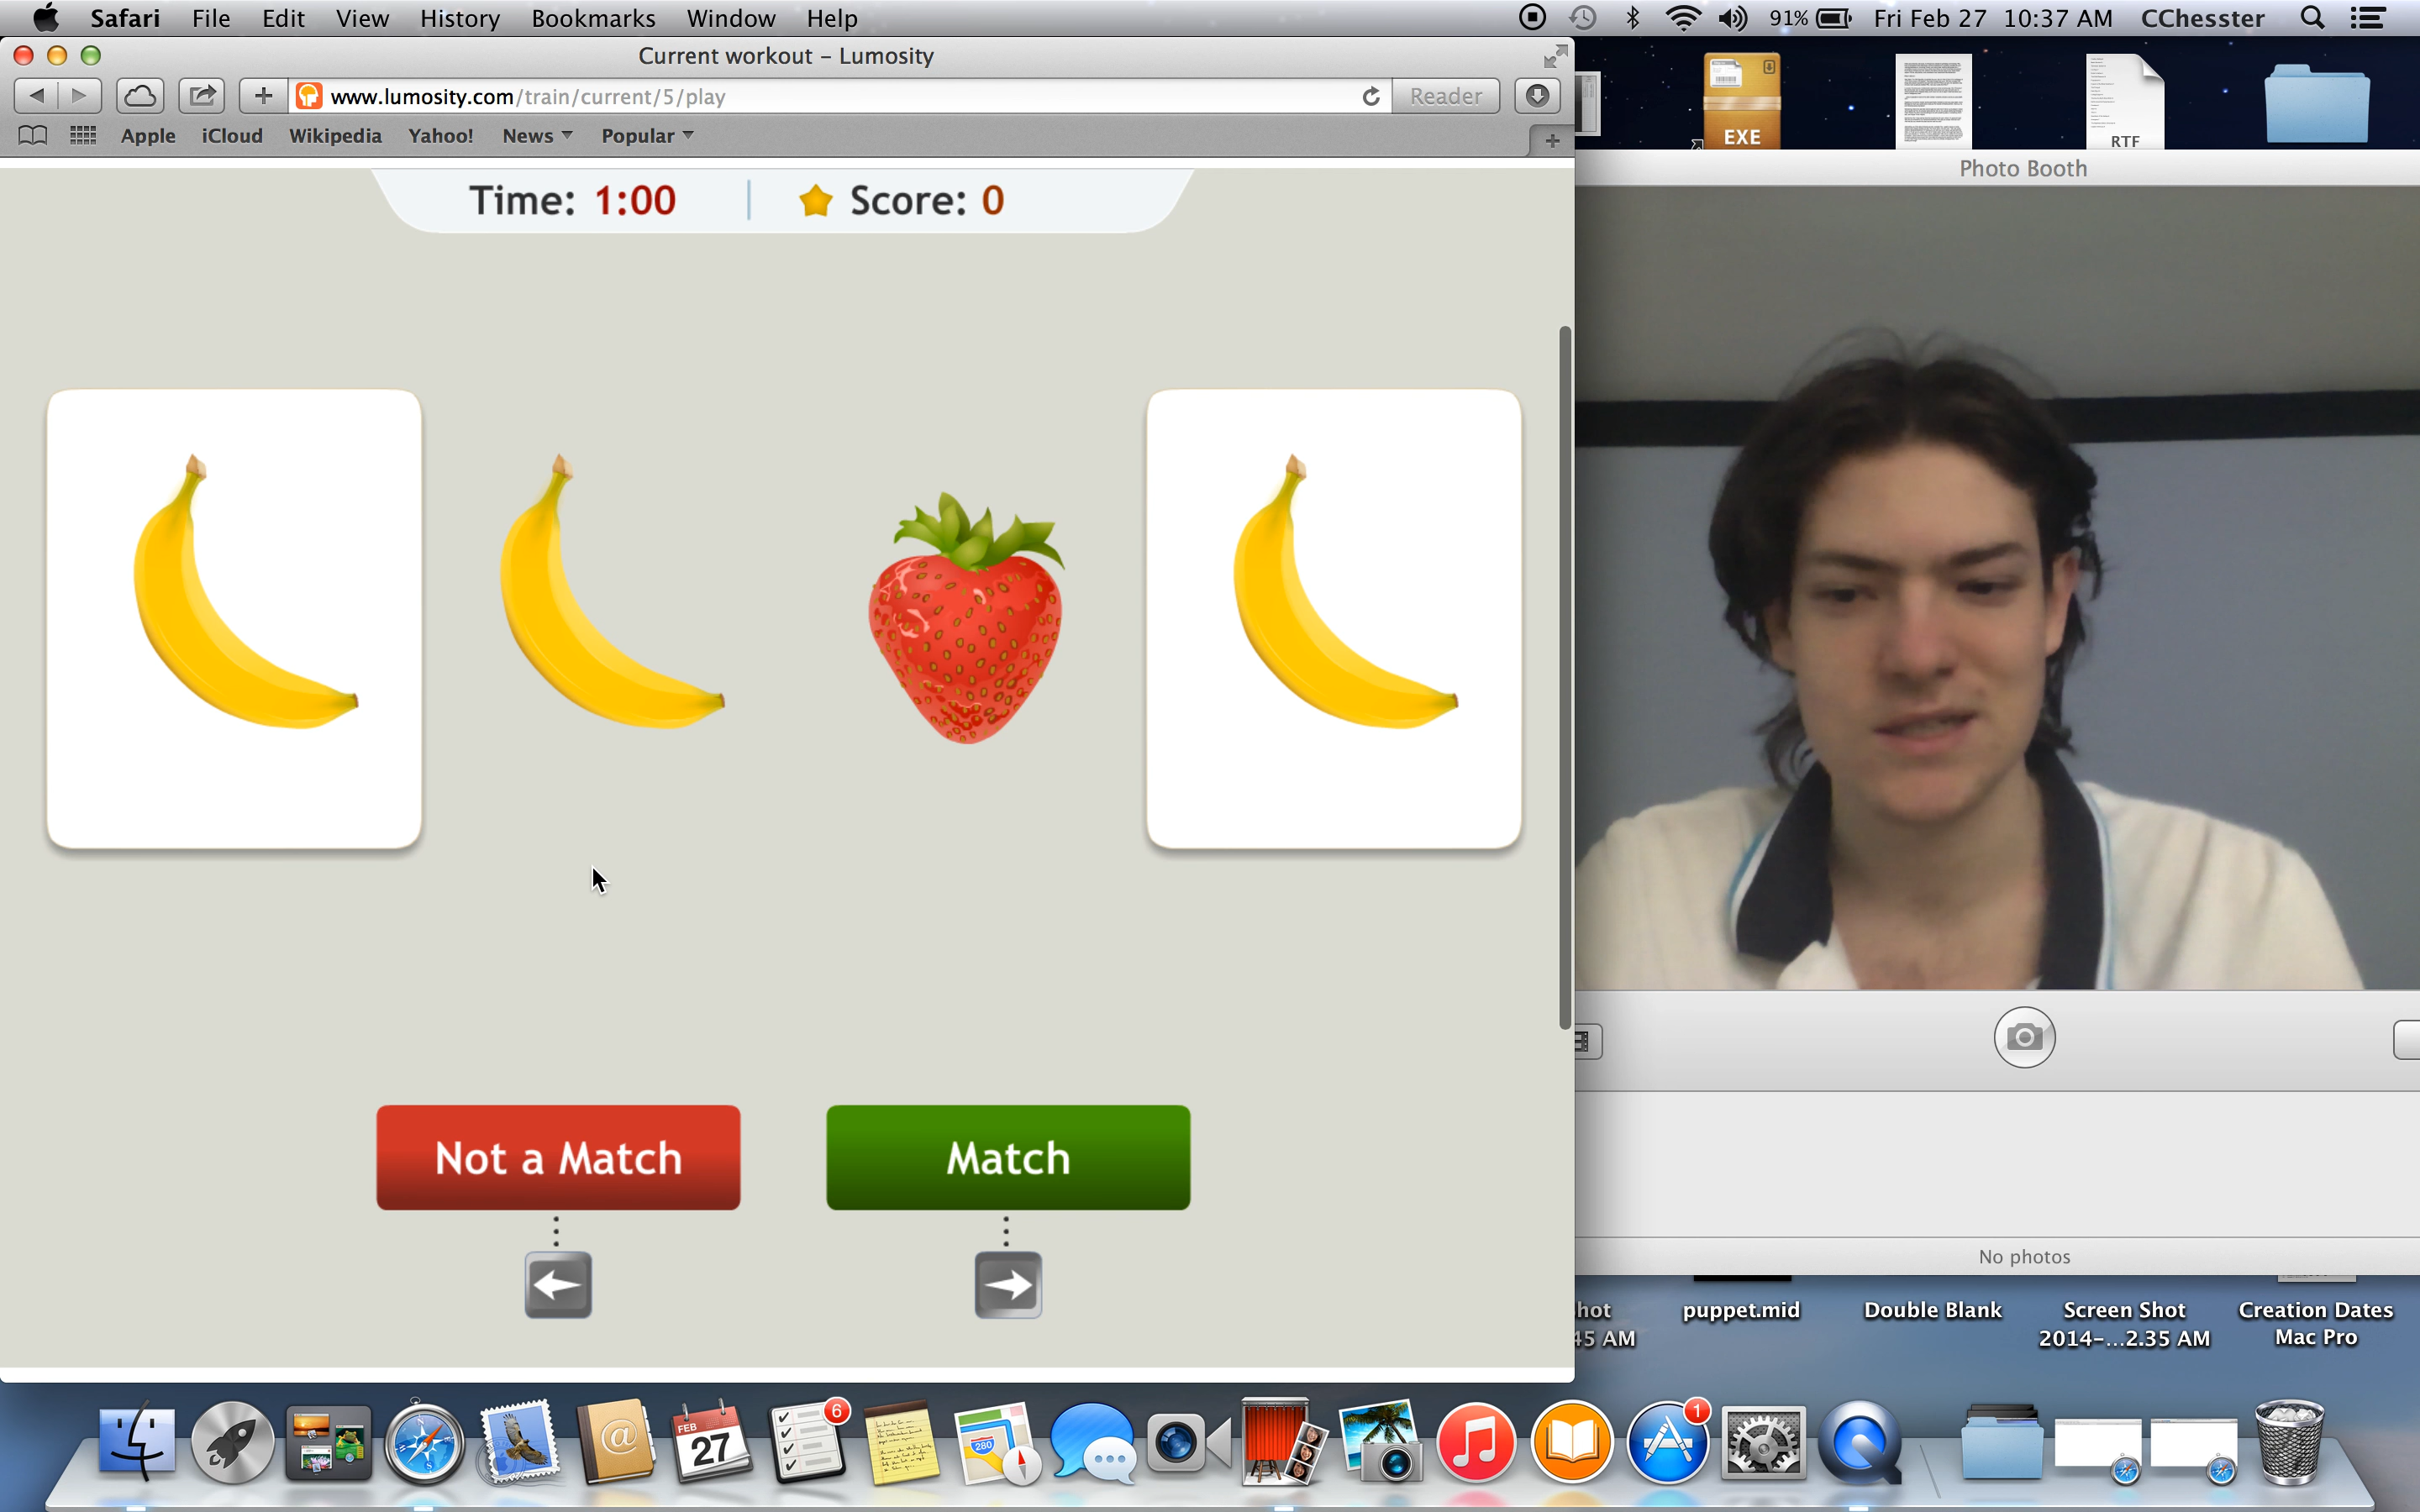 Safari File Edit View History Bookmarks Window Help 91% Fri Feb 27 10:37 AM CChesster
Current workout – Lumosity
www.lumosity.com/train/current/5/play Reader
Apple iCloud Wikipedia Yahoo! News Popular
EXE
RTF
Photo Booth
Time: 1:00 Score: 0
Not a Match Match
No photos
hot
45 AM
puppet.mid
Double Blank
Screen Shot
2014-...2.35 AM
Creation Dates
Mac Pro
FEB
27
6
280
1